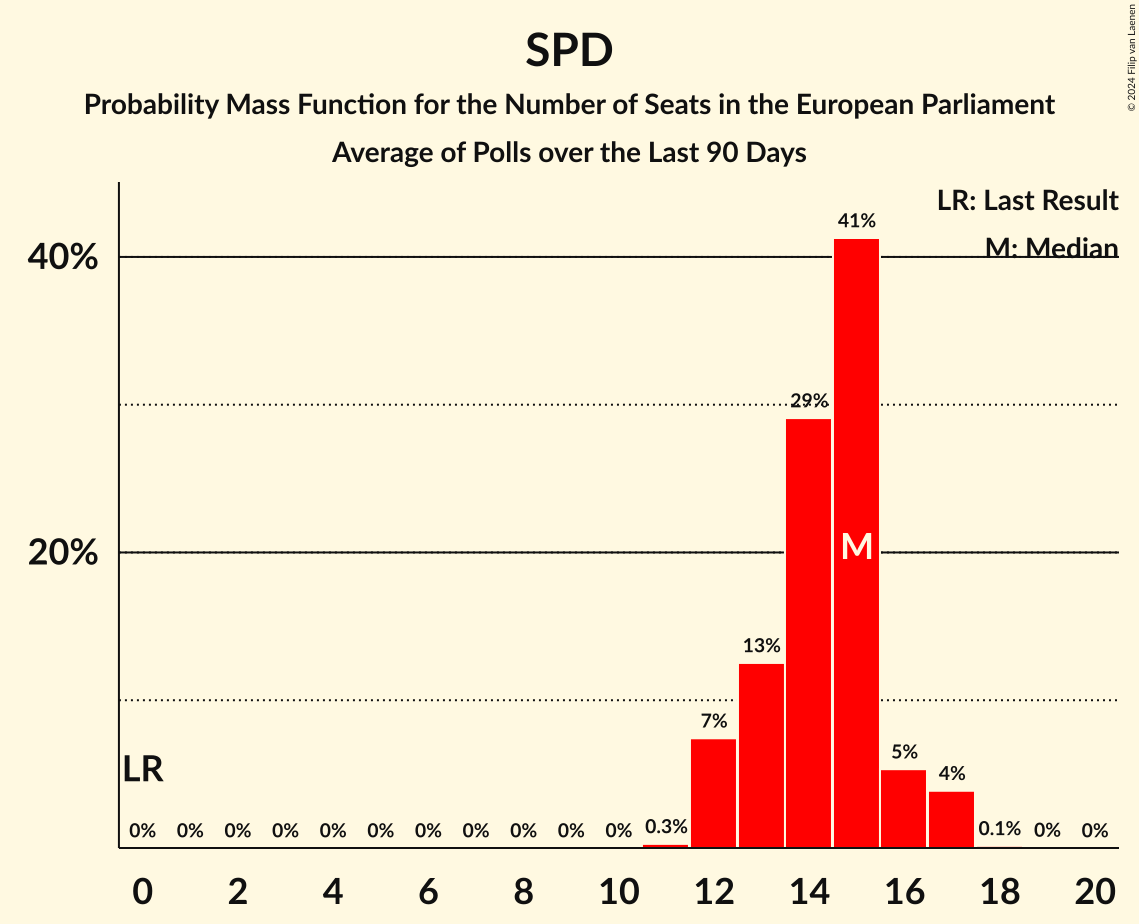 SPD
Probability Mass Function for the Number of Seats in the European Parliament
Average of Polls over the Last 90 Days
© 2024 Filip van Laenen
LR: Last Result
M: Median
40%
20%
41%
29%
13%
7%
5%
4%
0.3%
0.1%
M
LR
0% 0% 0% 0% 0% 0% 0% 0% 0% 0% 0% 0% 0%
0 2 4 6 8 10 12 14 16 18 20